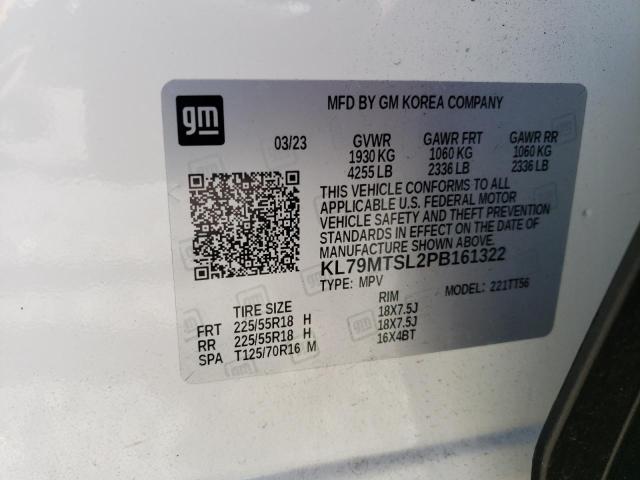 gm
MFD BY GM KOREA COMPANY
03/23 GVWR GAWR FRT GAWR RR
1930 KG 1060 KG 1060 KG
4255 LB 2336 LB 2336 LB
THIS VEHICLE CONFORMS TO ALL
APPLICABLE U.S. FEDERAL MOTOR
VEHICLE SAFETY AND THEFT PREVENTION
STANDARDS IN EFFECT ON THE DATE OF
MANUFACTURE SHOWN ABOVE.
KL79MTSL2PB161322
TYPE: MPV MODEL: 221TT56
TIRE SIZE RIM
FRT 225/55R18 H 18X7.5J
RR 225/55R18 H 18X7.5J
SPA T125/70R16 M 16X4BT